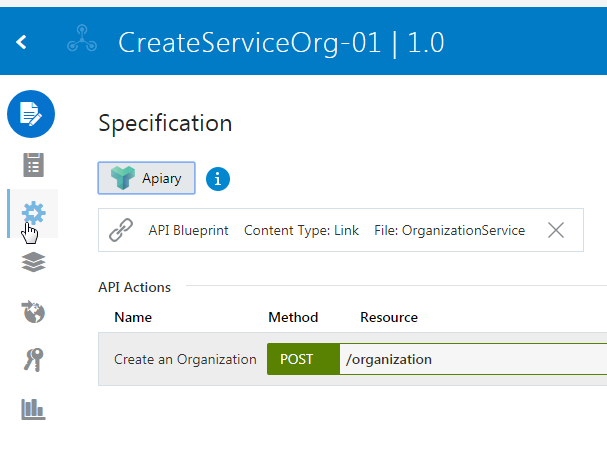 CreateServiceOrg-01 | 1.0
Specification
Apiary i
API Blueprint Content Type: Link File: OrganizationService
API Actions
Name Method Resource
Create an Organization POST /organization